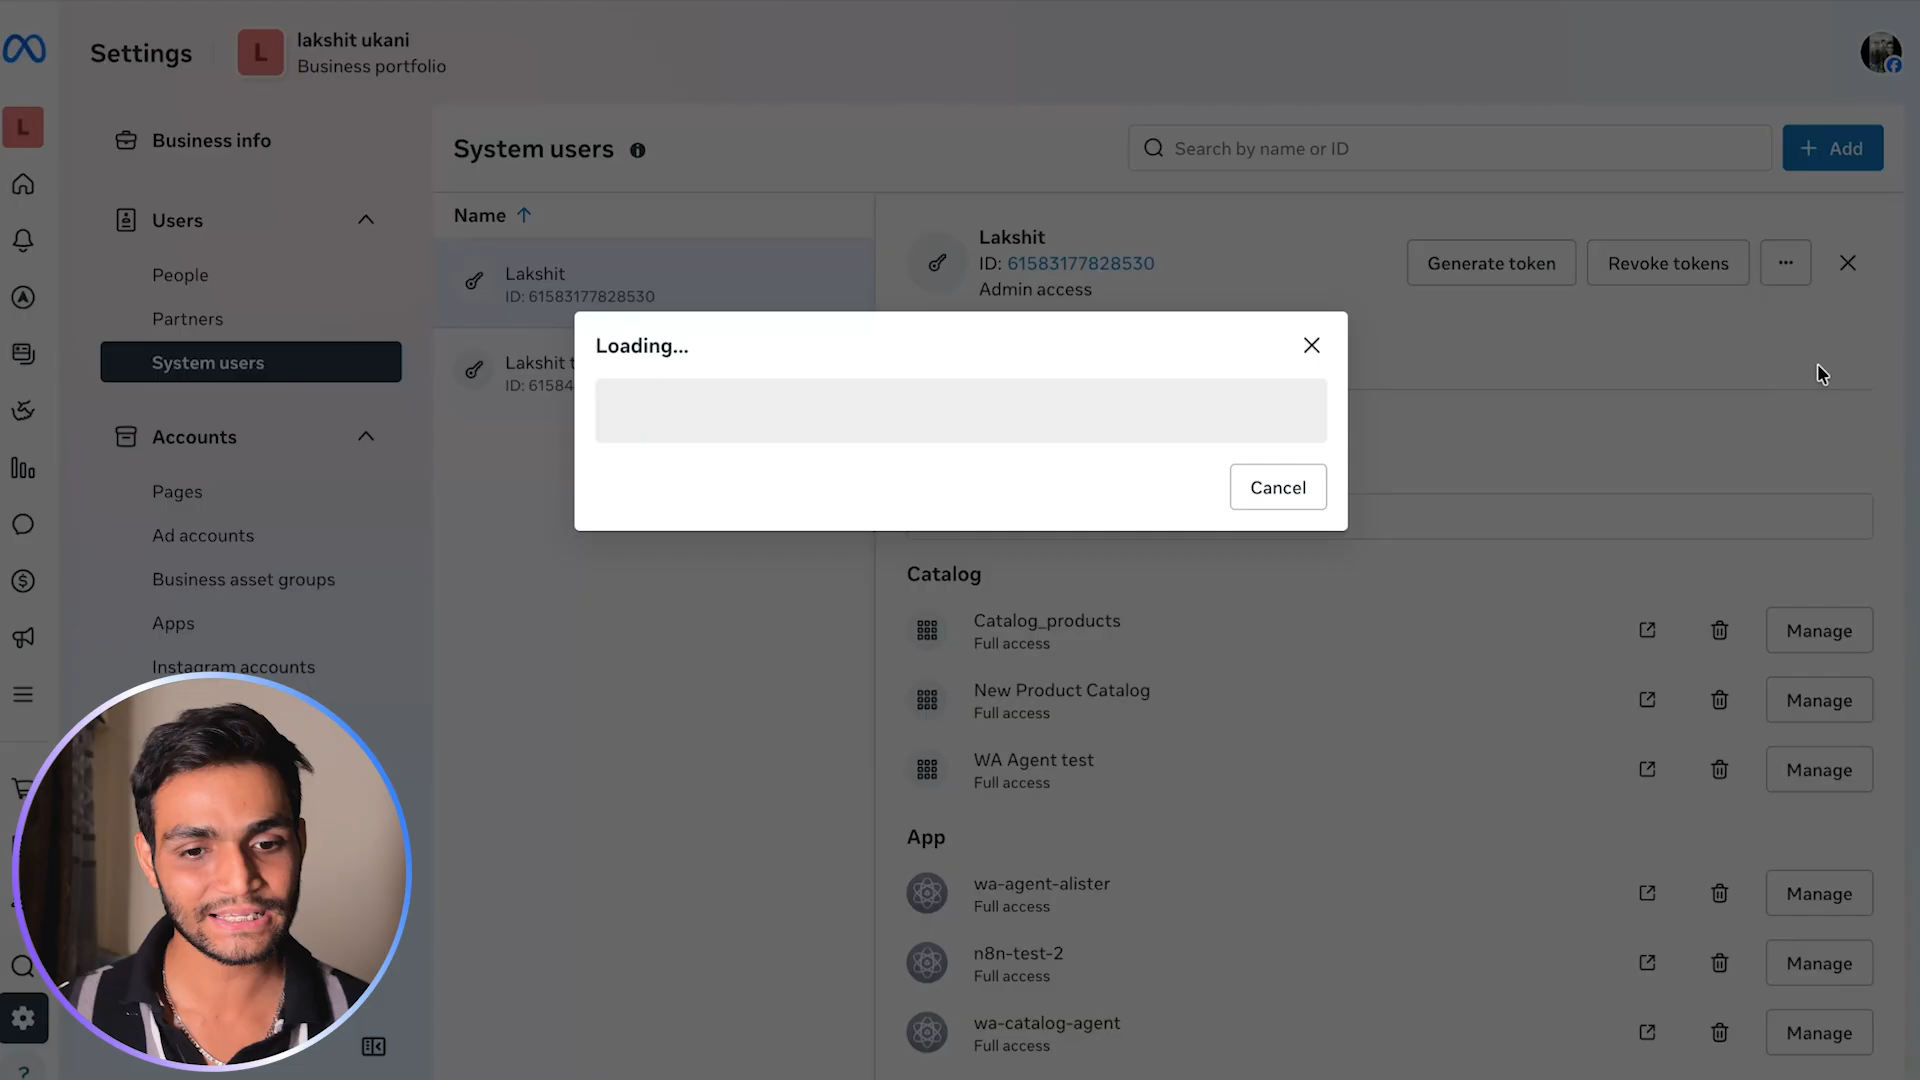 Settings
L
lakshit ukani
Business portfolio
L
Business info
Users
People
Partners
System users
Accounts
Pages
Ad accounts
Business asset groups
Apps
Instagram accounts
System users
Search by name or ID
+ Add
Name ↑
Lakshit
ID: 61583177828530
Lakshit t
ID: 61584
Lakshit
ID: 61583177828530
Admin access
Generate token
Revoke tokens
...
Loading...
Cancel
Catalog
Catalog_products
Full access
Manage
New Product Catalog
Full access
Manage
WA Agent test
Full access
Manage
App
wa-agent-alister
Full access
Manage
n8n-test-2
Full access
Manage
wa-catalog-agent
Full access
Manage
?